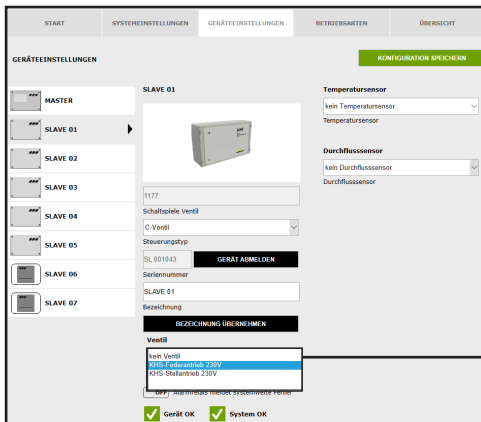 START SYSTEMEINSTELLUNGEN GERÄTEEINSTELLUNGEN BETRIEBSARTEN ÜBERSICHT
GERÄTEEINSTELLUNGEN
KONFIGURATION SPEICHERN
MASTER
SLAVE 01
SLAVE 02
SLAVE 03
SLAVE 04
SLAVE 05
SLAVE 06
SLAVE 07
SLAVE 01
1177
Schaltspiele Ventil
C-Ventil
Steuerungstyp
SL 001043 GERÄT ABMELDEN
Seriennummer
SLAVE 01
Bezeichnung
BEZEICHNUNG ÜBERNEHMEN
Ventil
kein Ventil
KHS-Federantrieb 230V
KHS-Stellantrieb 230V
OFF Alarmrelais meldet systemweite Fehler
Gerät OK System OK
Temperatursensor
kein Temperatursensor
Temperatursensor
Durchflusssensor
kein Durchflusssensor
Durchflusssensor